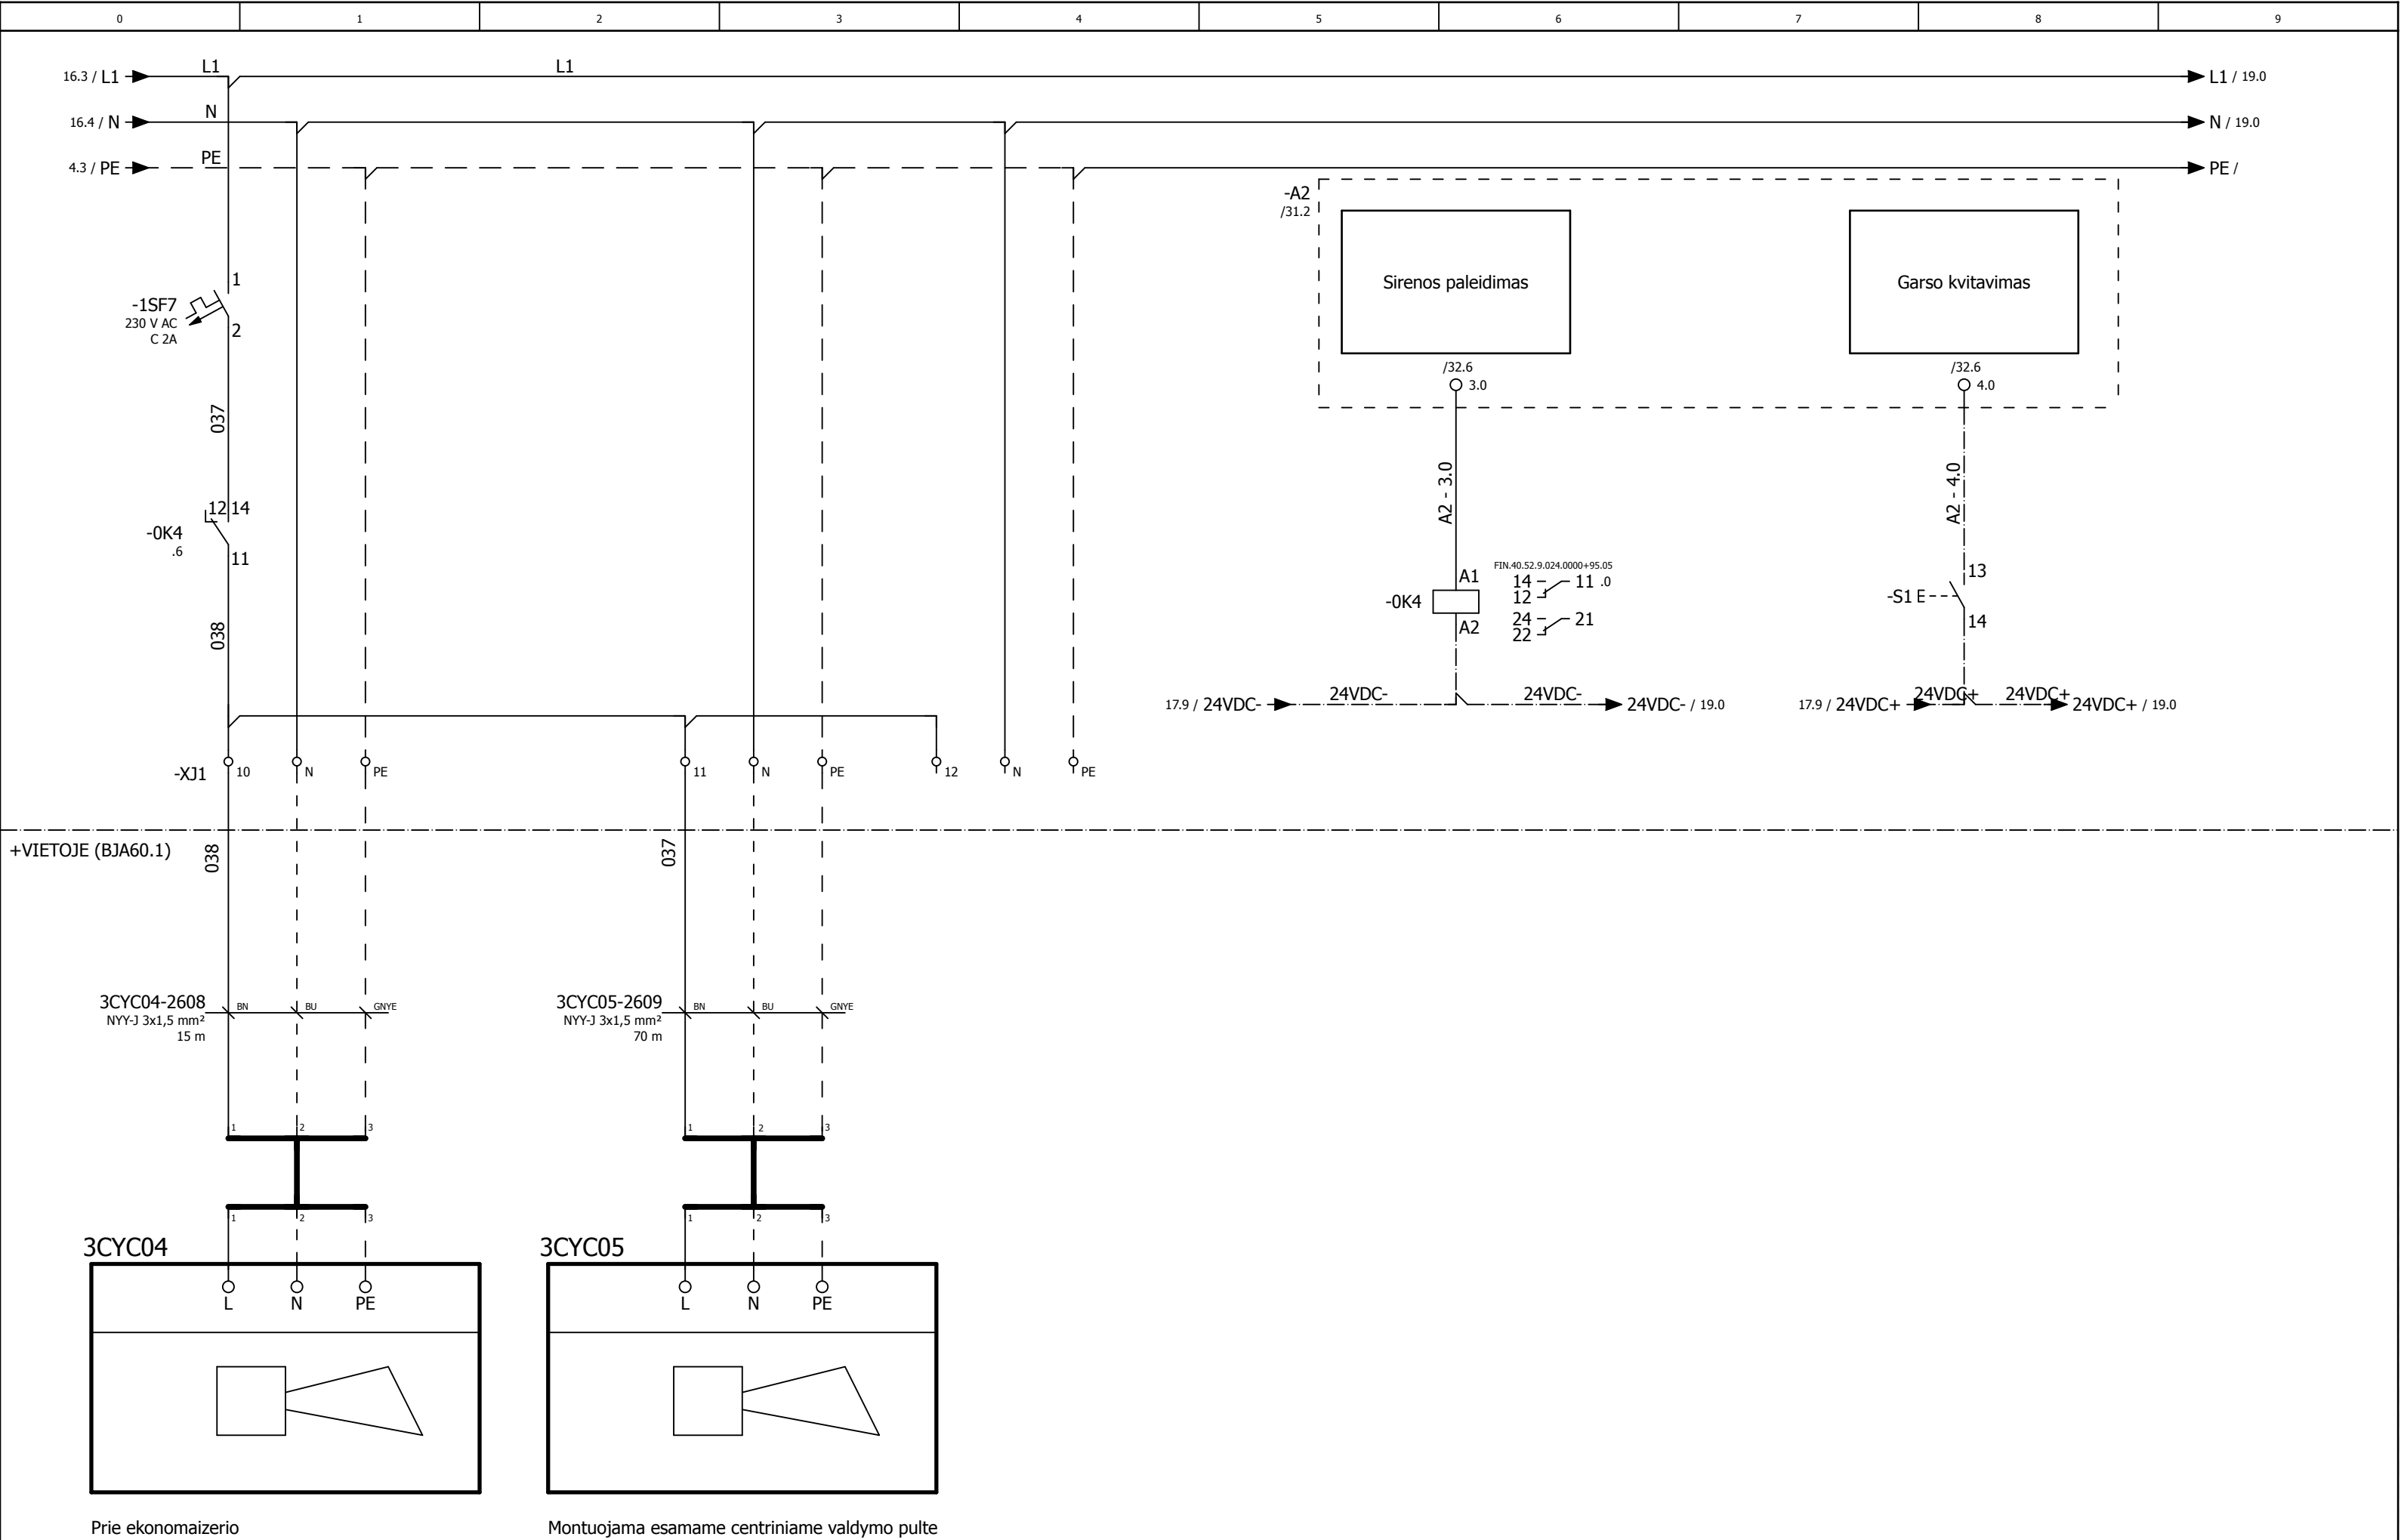 0 1 2 3 4 5 6 7 8 9
16.3 / L1 L1 L1 L1 / 19.0
16.4 / N N N / 19.0
4.3 / PE PE PE /
-A2
/31.2
Sirenos paleidimas
Garso kvitavimas
/32.6
3.0
/32.6
4.0
1
-1SF7
230 V AC
C 2A
2
037
A2 - 3.0
A2 - 4.0
12 14
-0K4
.6
11
038
A1
-0K4
A2
FIN.40.52.9.024.0000+95.05
14 11 .0
12
24 21
22
13
-S1
14
17.9 / 24VDC- 24VDC- 24VDC- 24VDC- / 19.0
17.9 / 24VDC+ 24VDC+ 24VDC+ 24VDC+ / 19.0
-XJ1 10 N PE 11 N PE 12 N PE
+VIETOJE (BJA60.1)
038
037
3CYC04-2608
NYY-J 3x1,5 mm²
15 m
BN BU GNYE
3CYC05-2609
NYY-J 3x1,5 mm²
70 m
BN BU GNYE
1 2 3 1 2 3
1 2 3 1 2 3
3CYC04
L N PE
3CYC05
L N PE
Prie ekonomaizerio
Montuojama esamame centriniame valdymo pulte